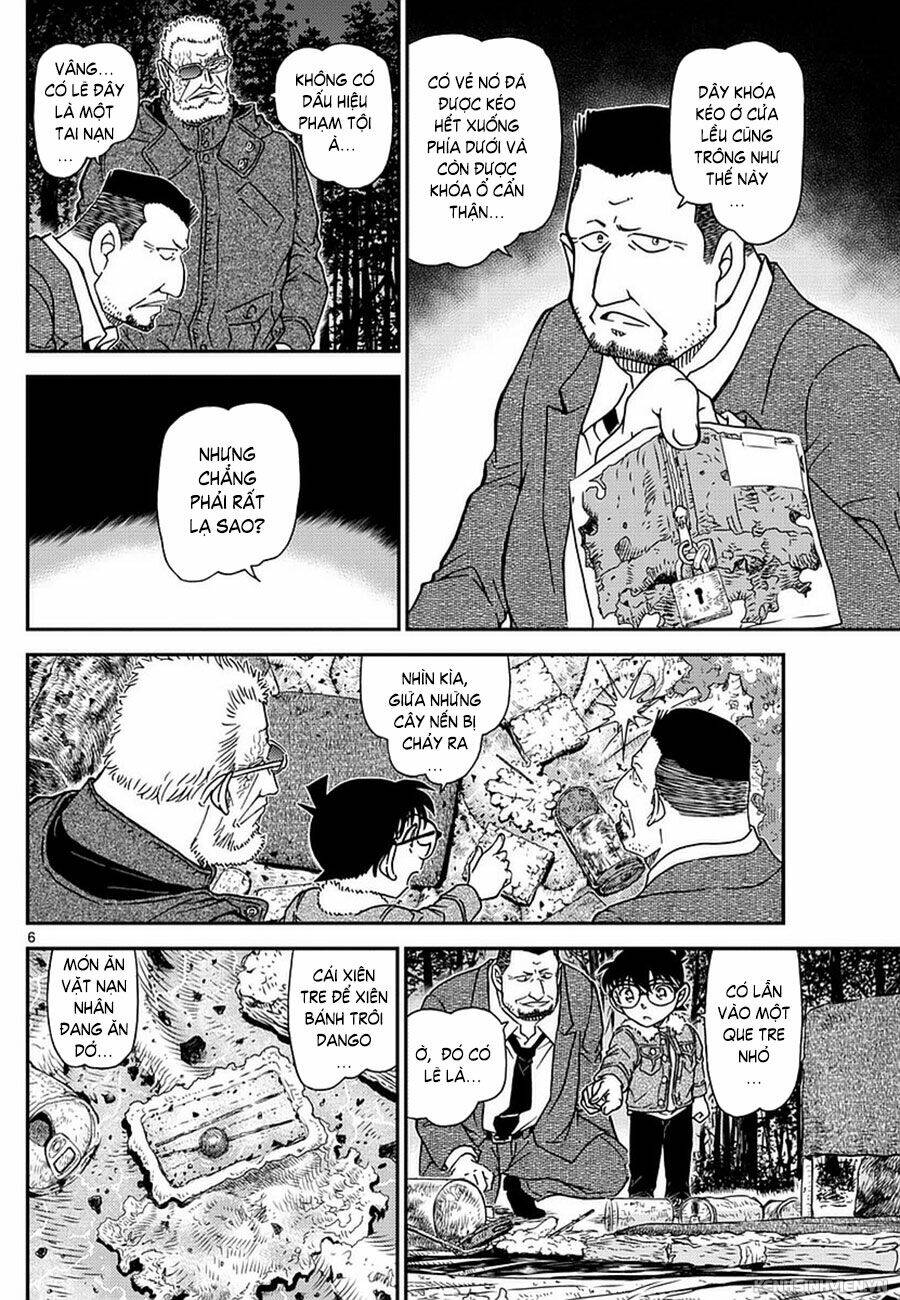 DÂY KHÓA
KÉO Ở CỬA
LỀU CŨNG
TRÔNG NHƯ
THẾ NÀY
...
CÓ VẺ NÓ ĐÃ
ĐƯỢC KÉO
HẾT XUỐNG
PHÍA DƯỚI VÀ
CÒN ĐƯỢC
KHÓA Ổ CẨN
THẬN...
KHÔNG CÓ
DẤU HIỆU
PHẠM TỘI
À...
VÂNG...
CÓ LẼ ĐÂY
LÀ MỘT
TAI NẠN
...
NHƯNG
CHẲNG
PHẢI RẤT
LẠ SAO?
NHÌN KÌA,
GIỮA NHỮNG
CÂY NẾN BỊ
CHẢY RA
...
6
CÓ LẪN
VÀO MỘT
QUE TRE
NHỎ
...
Ờ, ĐÓ CÓ
LẼ LÀ...
CÁI XIÊN
TRE ĐỂ XIÊN
BÁNH TRÔI
DANGO
...
MÓN ĂN
VẶT NẠN
NHÂN
ĐANG ĂN
DỞ...
KENHSINHVIEN.VN